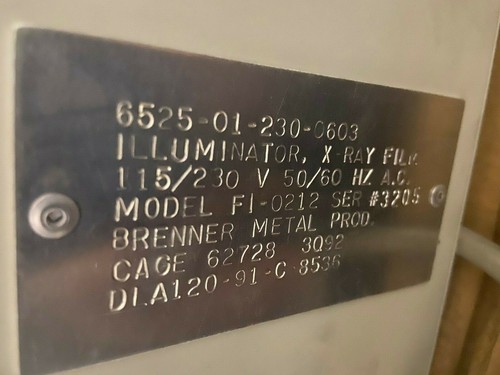 6525-01-230-0603
ILLUMINATOR, X-RAY FILM
115/230 V 50/60 HZ A.C.
MODEL FI-0212 SER #3205
BRENNER METAL PROD.
CAGE 62728 3Q92
DLA120-91-C-8536